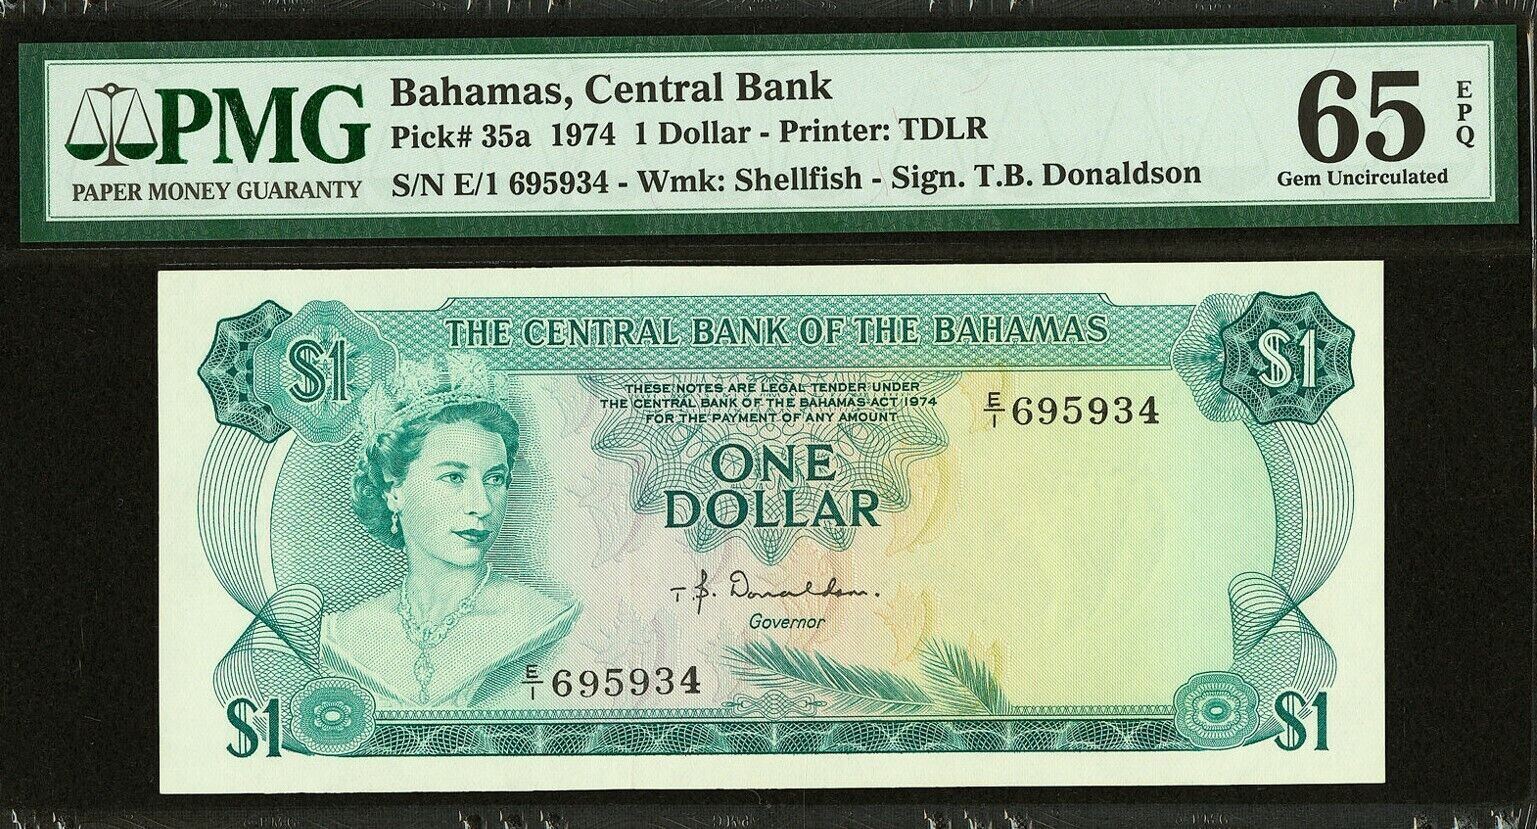 PMG
PAPER MONEY GUARANTY
Bahamas, Central Bank
Pick# 35a 1974 1 Dollar - Printer: TDLR
S/N E/1 695934 - Wmk: Shellfish - Sign. T.B. Donaldson
65
EPQ
Gem Uncirculated
$1
THE CENTRAL BANK OF THE BAHAMAS
$1
THESE NOTES ARE LEGAL TENDER UNDER
THE CENTRAL BANK OF THE BAHAMAS ACT 1974
FOR THE PAYMENT OF ANY AMOUNT
E/1 695934
ONE
DOLLAR
T. B. Donaldson.
Governor
E/1 695934
$1
$1